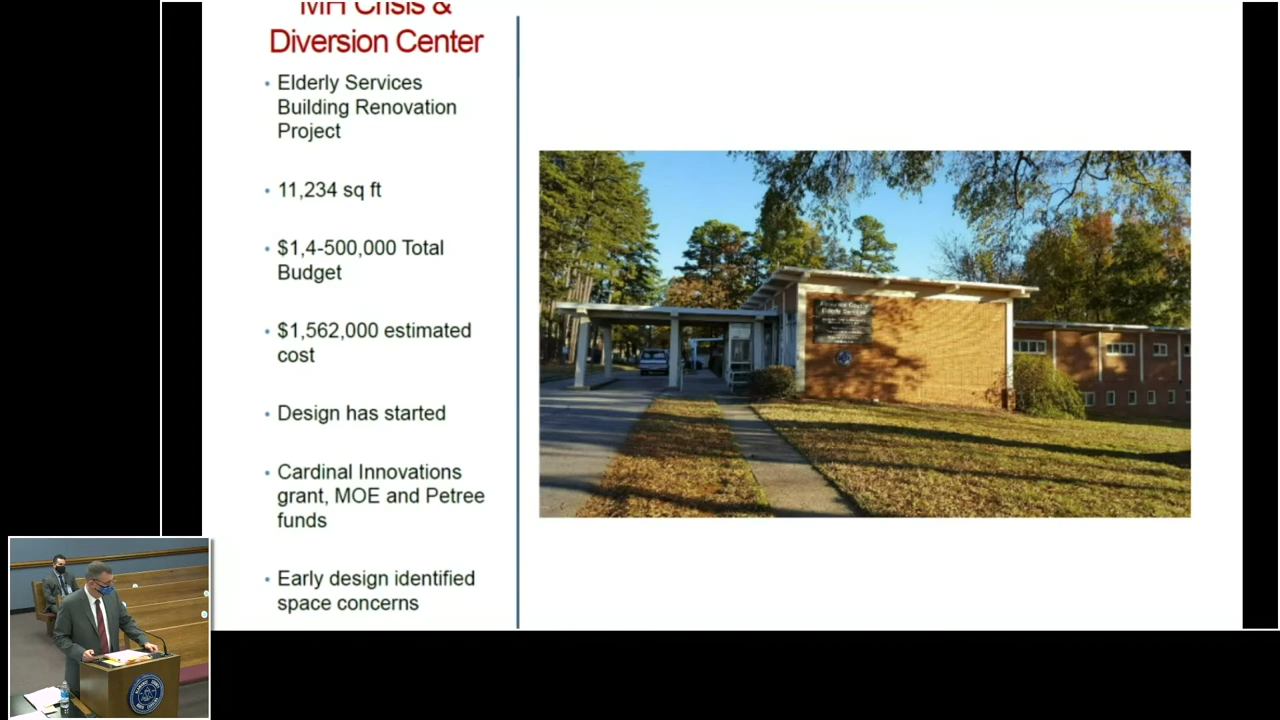 MH Crisis &
Diversion Center
• Elderly Services
Building Renovation
Project
• 11,234 sq ft
• $1,4-500,000 Total
Budget
• $1,562,000 estimated
cost
• Design has started
• Cardinal Innovations
grant, MOE and Petree
funds
• Early design identified
space concerns
Elderly Services